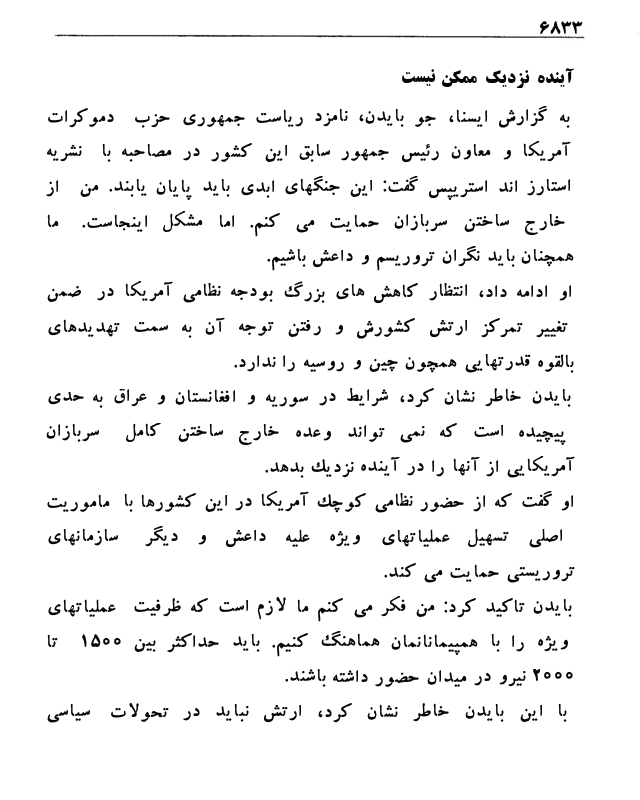 ۶۸۳۳
آینده نزدیک ممکن نیست
به گزارش ایسنا، جو بایدن، نامزد ریاست جمهوری حزب دموکرات
آمریکا و معاون رئیس جمهور سابق این کشور در مصاحبه با نشریه
استارز اند استریپس گفت: این جنگهای ابدی باید پایان یابند. من از
خارج ساختن سربازان حمایت می کنم. اما مشکل اینجاست. ما
همچنان باید نگران تروریسم و داعش باشیم.
او ادامه داد، انتظار کاهش های بزرگ بودجه نظامی آمریکا در ضمن
تغییر تمرکز ارتش کشورش و رفتن توجه آن به سمت تهدیدهای
بالقوه قدرتهایی همچون چین و روسیه را ندارد.
بایدن خاطر نشان کرد، شرایط در سوریه و افغانستان و عراق به حدی
پیچیده است که نمی تواند وعده خارج ساختن کامل سربازان
آمریکایی از آنها را در آینده نزدیك بدهد.
او گفت که از حضور نظامی کوچك آمریکا در این کشورها با ماموریت
اصلی تسهیل عملیاتهای ویژه علیه داعش و دیگر سازمانهای
تروریستی حمایت می کند.
بایدن تاکید کرد: من فکر می کنم ما لازم است که ظرفیت عملیاتهای
ویژه را با همپیمانانمان هماهنگ کنیم. باید حداکثر بین ۱۵۰۰ تا
۲۰۰۰ نیرو در میدان حضور داشته باشند.
با این بایدن خاطر نشان کرد، ارتش نباید در تحولات سیاسی